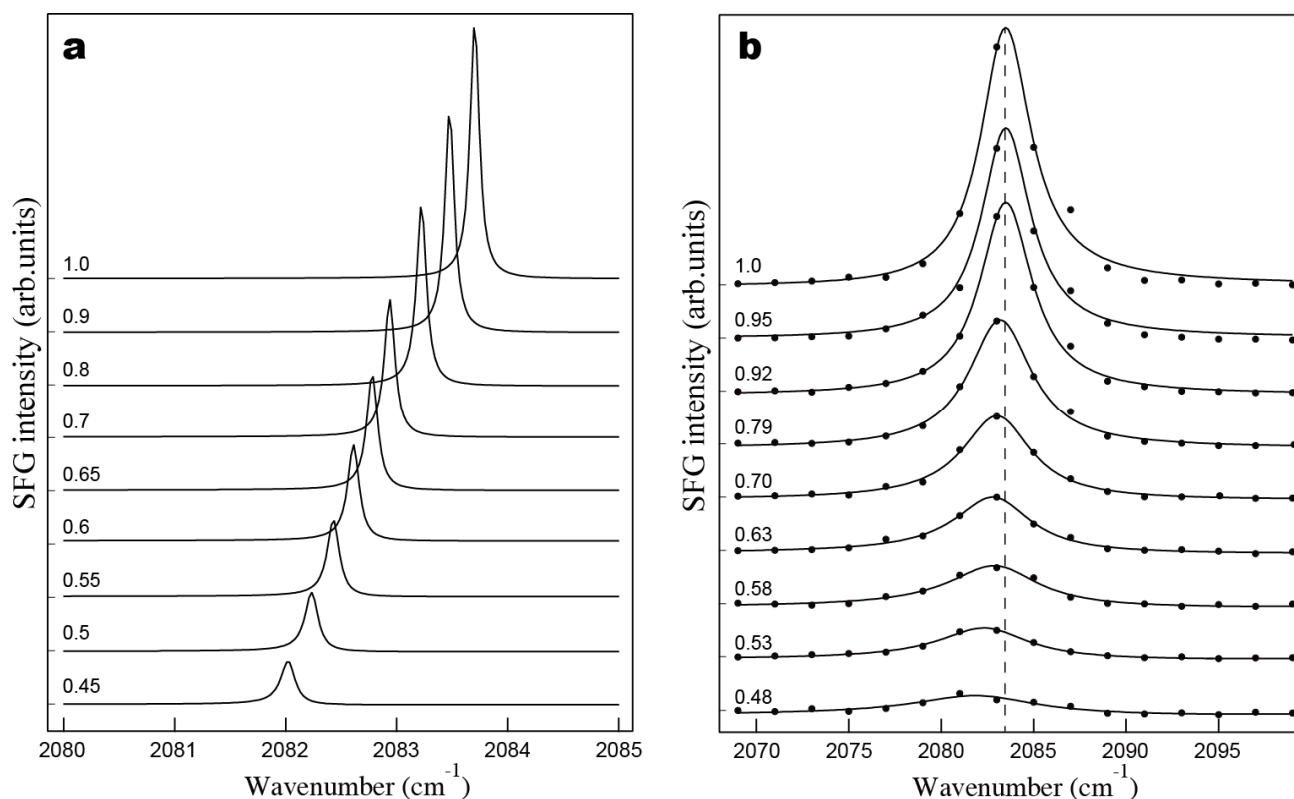 a
SFG intensity (arb.units)
1.0
0.9
0.8
0.7
0.65
0.6
0.55
0.5
0.45
2080 2081 2082 2083 2084 2085
Wavenumber (cm-1)
b
SFG intensity (arb.units)
1.0
0.95
0.92
0.79
0.70
0.63
0.58
0.53
0.48
2070 2075 2080 2085 2090 2095
Wavenumber (cm-1)